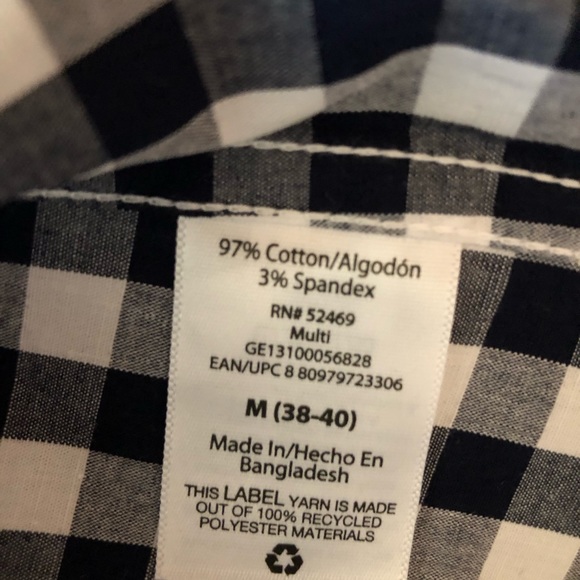 97% Cotton/Algodón
3% Spandex
RN# 52469
Multi
GE13100056828
EAN/UPC 8 80979723306
M (38-40)
Made In/Hecho En
Bangladesh
THIS LABEL YARN IS MADE
OUT OF 100% RECYCLED
POLYESTER MATERIALS